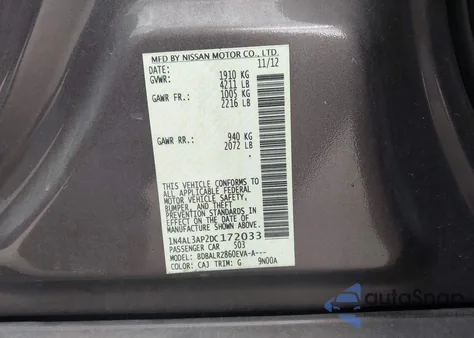 MFD BY NISSAN MOTOR CO., LTD.
DATE: 11/12
GVWR: 1910 KG
4211 LB
GAWR FR.: 1005 KG
2216 LB
GAWR RR.: 940 KG
2072 LB
THIS VEHICLE CONFORMS
TO ALL APPLICABLE FEDERAL
MOTOR VEHICLE SAFETY,
BUMPER, AND THEFT
PREVENTION STANDARDS IN
EFFECT ON THE DATE OF
MANUFACTURE SHOWN ABOVE
1N4AL3AP2DC172033
PASSENGER CAR S03
MODEL: BDBALRZ860EVA-A---
COLOR: CAJ TRIM: G 9N00A
autoSnap